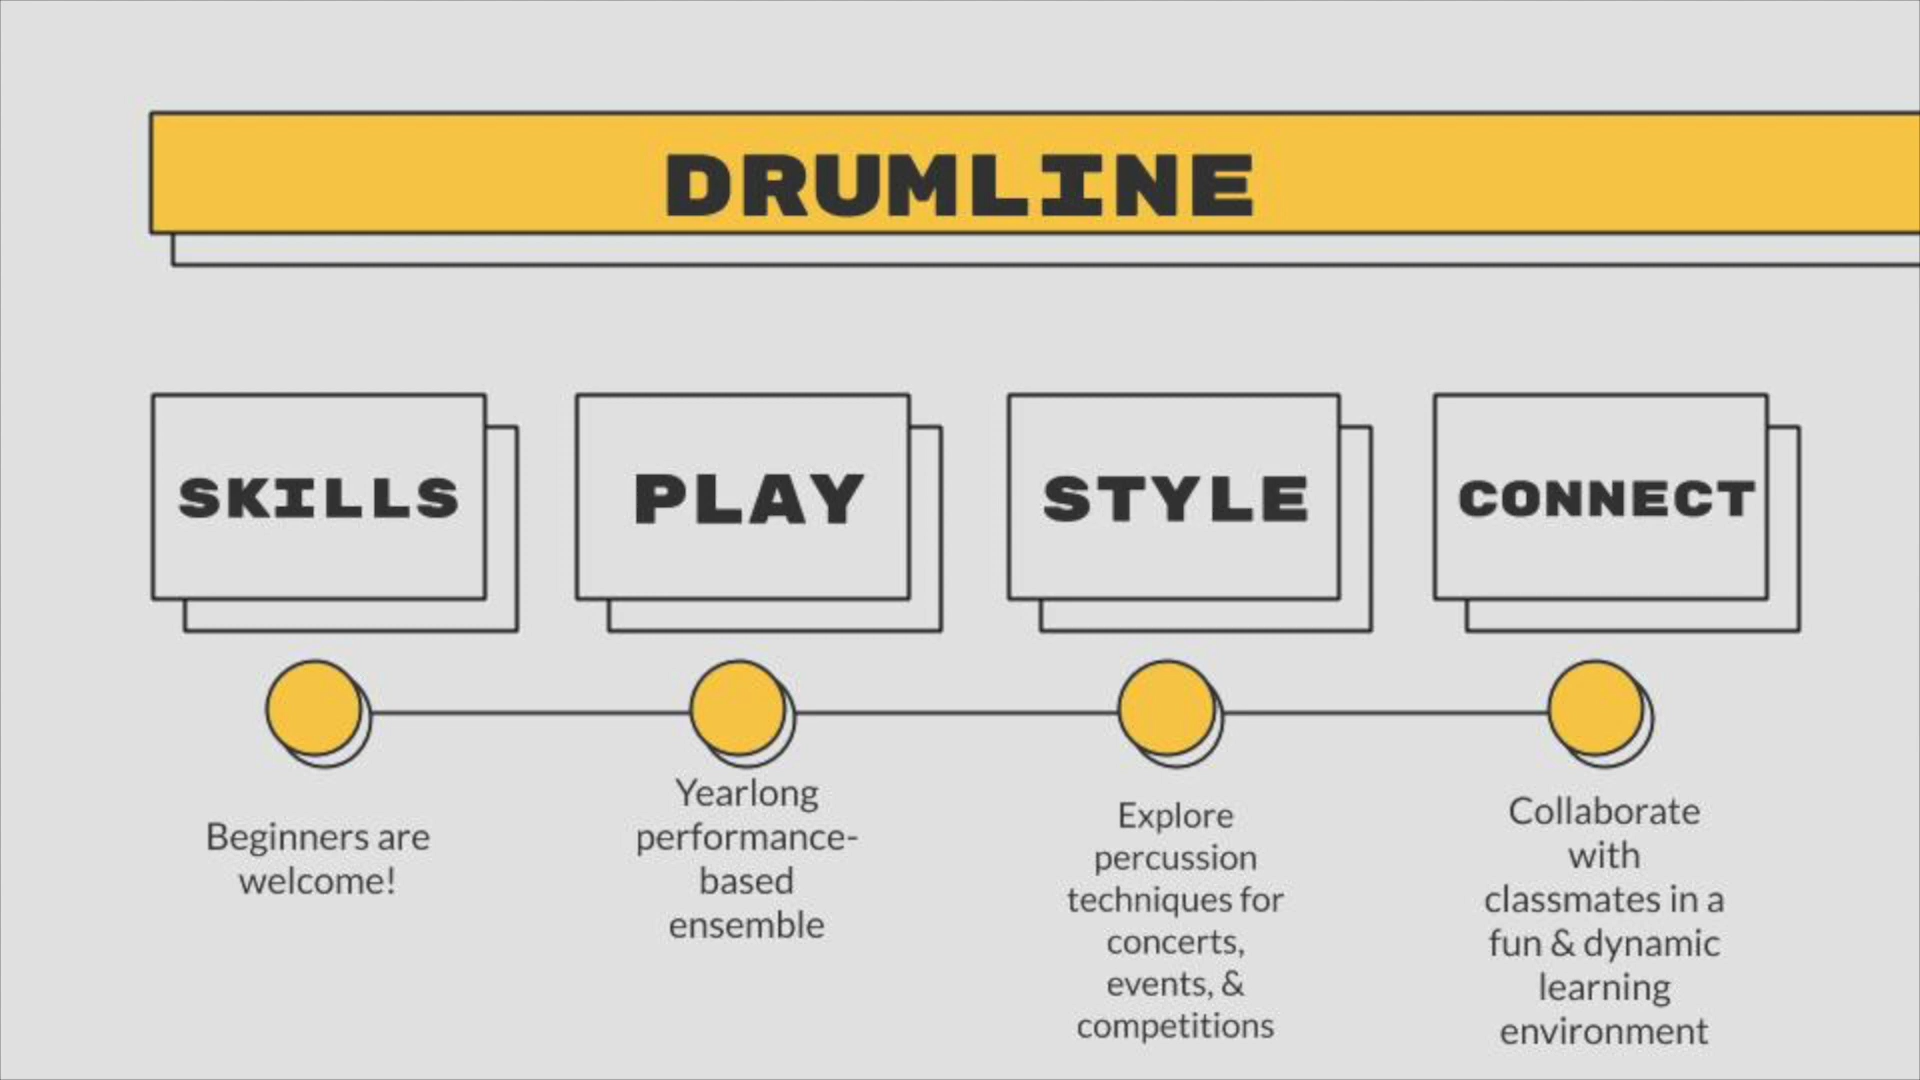 DRUMLINE
SKILLS
PLAY
STYLE
CONNECT
Beginners are
welcome!
Yearlong
performance-
based
ensemble
Explore
percussion
techniques for
concerts,
events, &
competitions
Collaborate
with
classmates in a
fun & dynamic
learning
environment